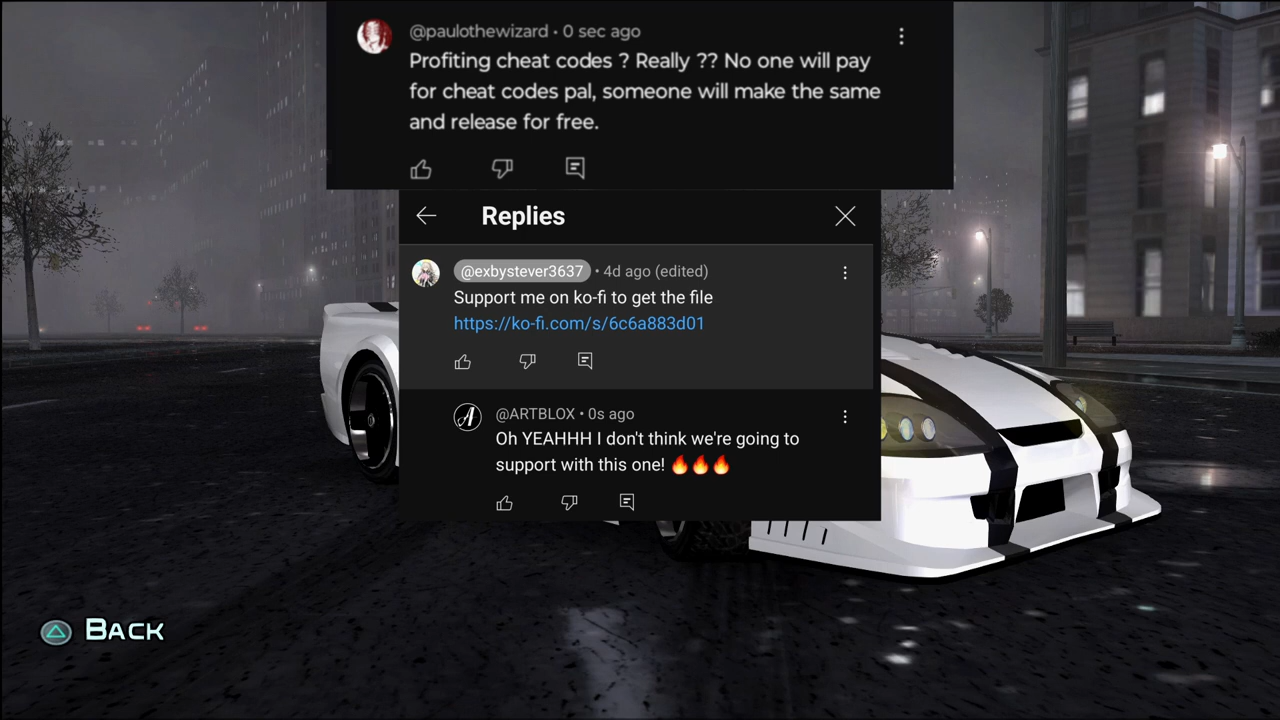 @paulothewizard • 0 sec ago
Profiting cheat codes ? Really ?? No one will pay
for cheat codes pal, someone will make the same
and release for free.
Replies
@exbystever3637 • 4d ago (edited)
Support me on ko-fi to get the file
https://ko-fi.com/s/6c6a883d01
@ARTBLOX • 0s ago
Oh YEAHHH I don't think we're going to
support with this one! 🔥🔥🔥
BACK